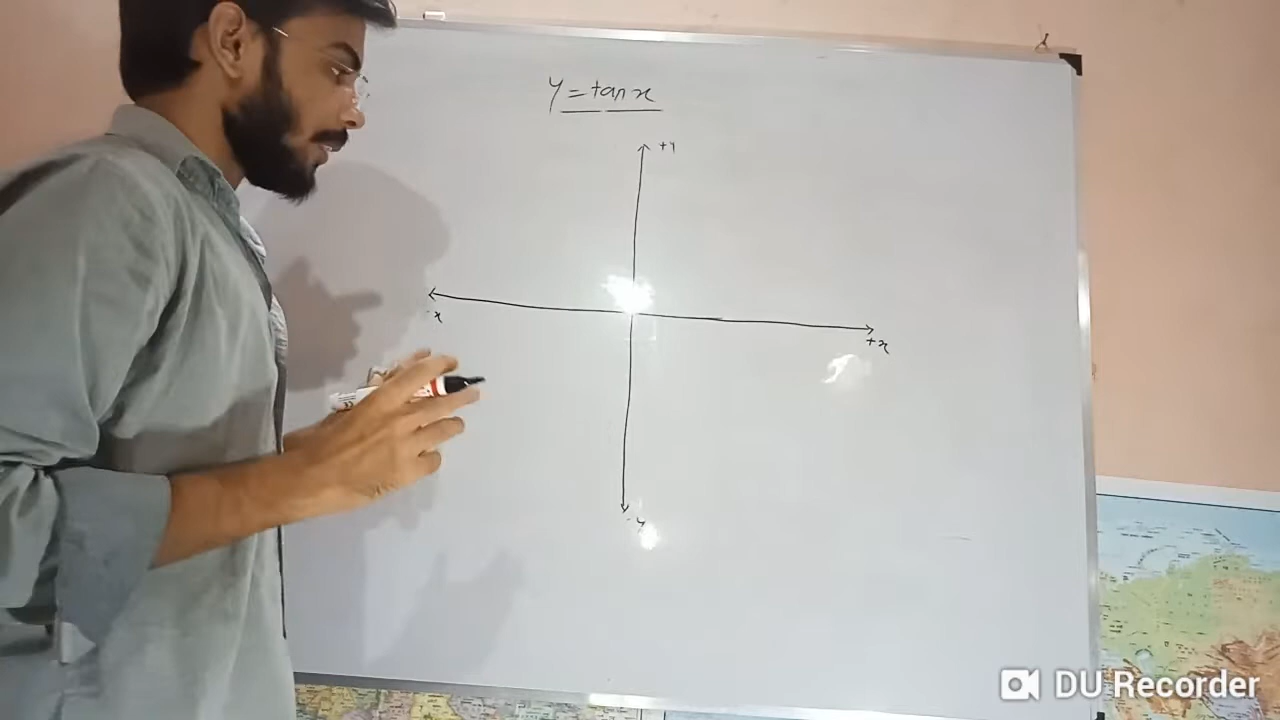 y = tan x
+y
-x
+x
-y
DU Recorder